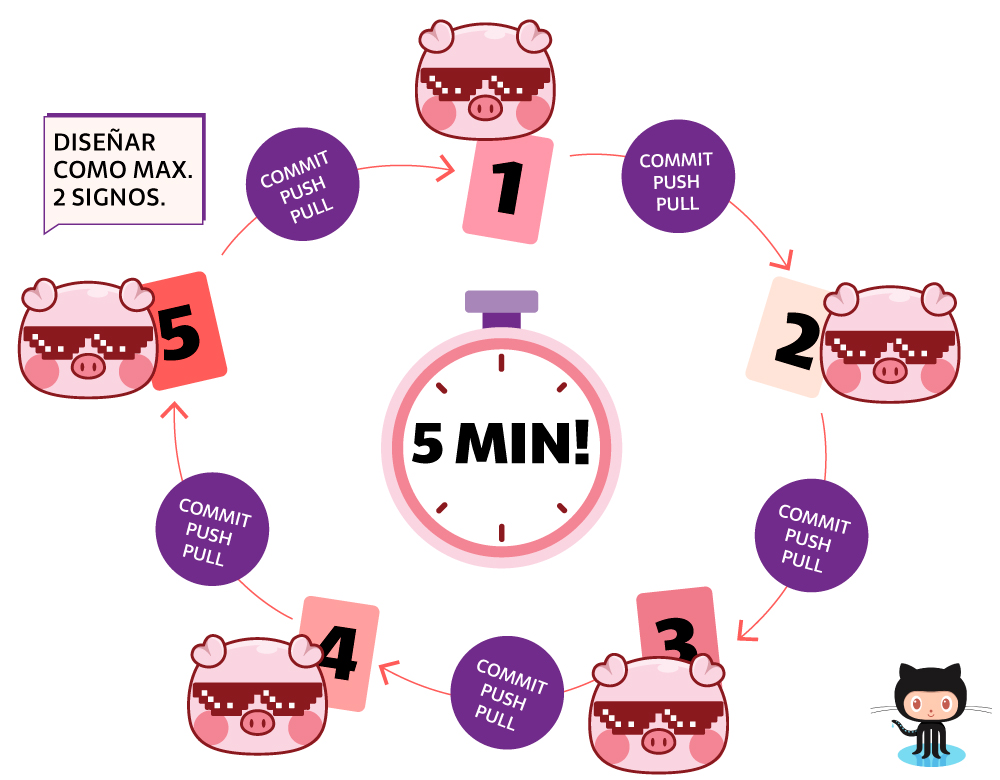 DISEÑAR
COMO MAX.
2 SIGNOS.
COMMIT
PUSH
PULL
1
COMMIT
PUSH
PULL
2
5
5 MIN!
COMMIT
PUSH
PULL
COMMIT
PUSH
PULL
3
4
COMMIT
PUSH
PULL